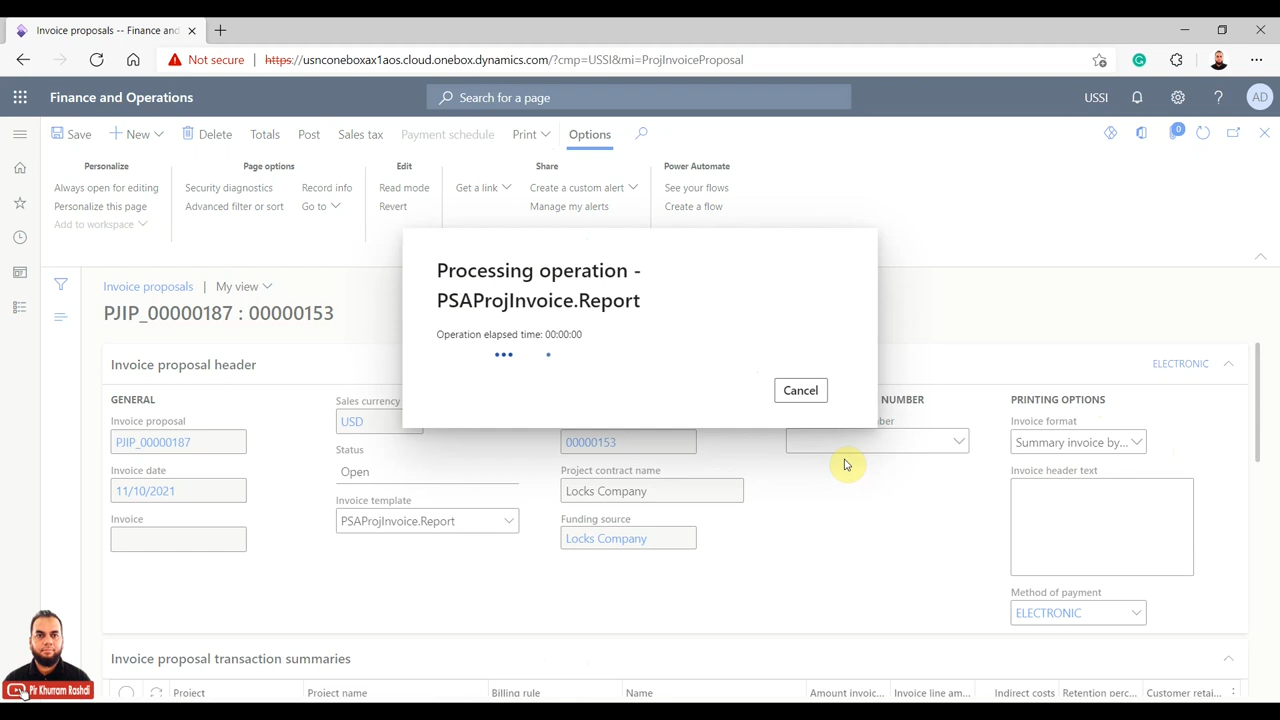 Invoice proposals -- Finance and
Not secure
https://usnconeboxax1aos.cloud.onebox.dynamics.com/?cmp=USSI&mi=ProjInvoiceProposal
Finance and Operations
Search for a page
USSI
?
AD
Save
New
Delete
Totals
Post
Sales tax
Payment schedule
Print
Options
0
Personalize
Always open for editing
Personalize this page
Add to workspace
Page options
Security diagnostics
Advanced filter or sort
Record info
Go to
Edit
Read mode
Revert
Share
Get a link
Create a custom alert
Manage my alerts
Power Automate
See your flows
Create a flow
Processing operation -
PSAProjInvoice.Report
Operation elapsed time: 00:00:00
Cancel
Invoice proposals
My view
PJIP_00000187 : 00000153
Invoice proposal header
ELECTRONIC
GENERAL
Invoice proposal
PJIP_00000187
Invoice date
11/10/2021
Invoice
Sales currency
USD
Status
Open
Invoice template
PSAProjInvoice.Report
00000153
Project contract name
Locks Company
Funding source
Locks Company
NUMBER
PRINTING OPTIONS
Invoice format
Summary invoice by...
Invoice header text
Method of payment
ELECTRONIC
Invoice proposal transaction summaries
Project
Project name
Billing rule
Name
Amount invoic...
Invoice line am...
Indirect costs
Retention perc...
Customer retai...
Pir Khurram Rashdi